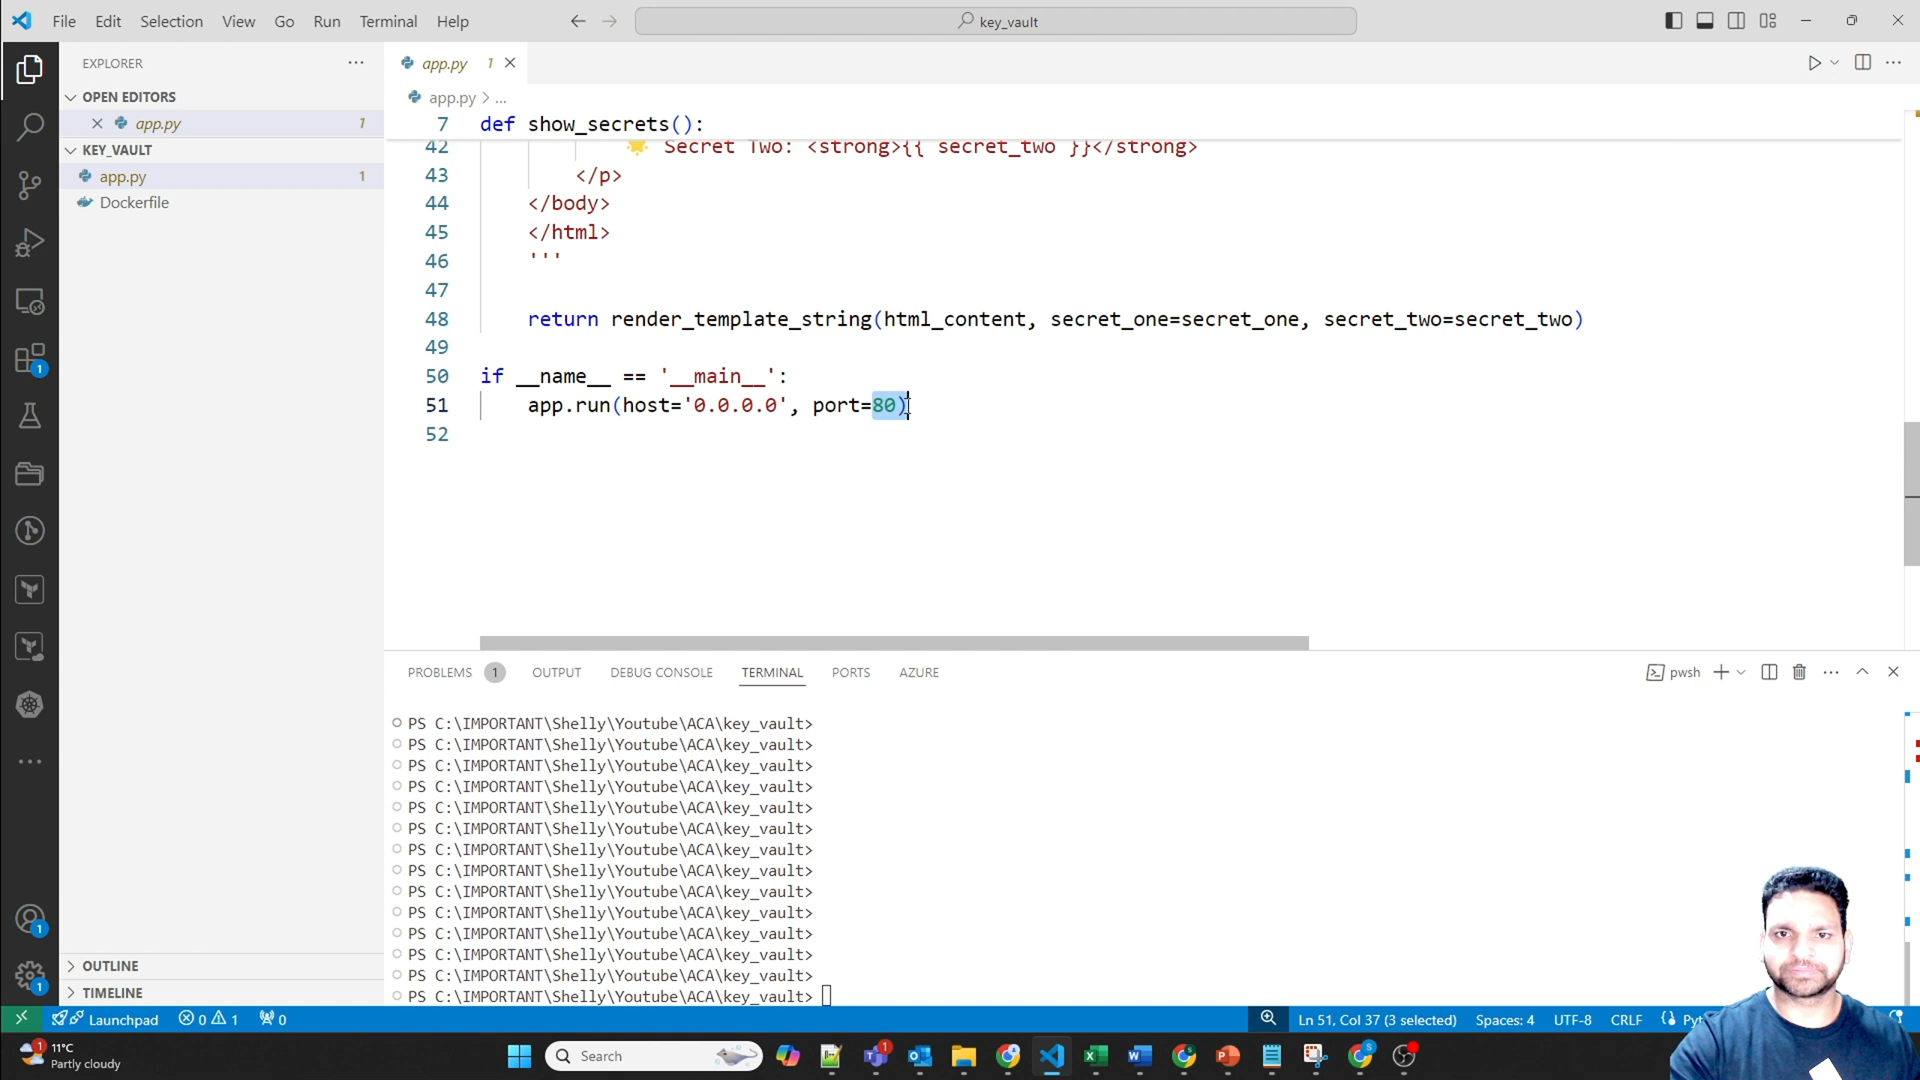 File Edit Selection View Go Run Terminal Help
key_vault
EXPLORER
OPEN EDITORS
app.py 1
KEY_VAULT
app.py 1
Dockerfile
OUTLINE
TIMELINE
app.py 1
app.py > ...
7 def show_secrets():
42 Secret Two: <strong>{{ secret_two }}</strong>
43 </p>
44 </body>
45 </html>
46 '''
47
48 return render_template_string(html_content, secret_one=secret_one, secret_two=secret_two)
49
50 if __name__ == '__main__':
51 app.run(host='0.0.0.0', port=80)
52
PROBLEMS 1 OUTPUT DEBUG CONSOLE TERMINAL PORTS AZURE
pwsh
PS C:\IMPORTANT\Shelly\Youtube\ACA\key_vault>
PS C:\IMPORTANT\Shelly\Youtube\ACA\key_vault>
PS C:\IMPORTANT\Shelly\Youtube\ACA\key_vault>
PS C:\IMPORTANT\Shelly\Youtube\ACA\key_vault>
PS C:\IMPORTANT\Shelly\Youtube\ACA\key_vault>
PS C:\IMPORTANT\Shelly\Youtube\ACA\key_vault>
PS C:\IMPORTANT\Shelly\Youtube\ACA\key_vault>
PS C:\IMPORTANT\Shelly\Youtube\ACA\key_vault>
PS C:\IMPORTANT\Shelly\Youtube\ACA\key_vault>
PS C:\IMPORTANT\Shelly\Youtube\ACA\key_vault>
PS C:\IMPORTANT\Shelly\Youtube\ACA\key_vault>
PS C:\IMPORTANT\Shelly\Youtube\ACA\key_vault>
PS C:\IMPORTANT\Shelly\Youtube\ACA\key_vault>
PS C:\IMPORTANT\Shelly\Youtube\ACA\key_vault>
1
1
1
Launchpad 0 1 0
Ln 51, Col 37 (3 selected) Spaces: 4 UTF-8 CRLF {} Pyt
1 11°C
Partly cloudy
Search
1